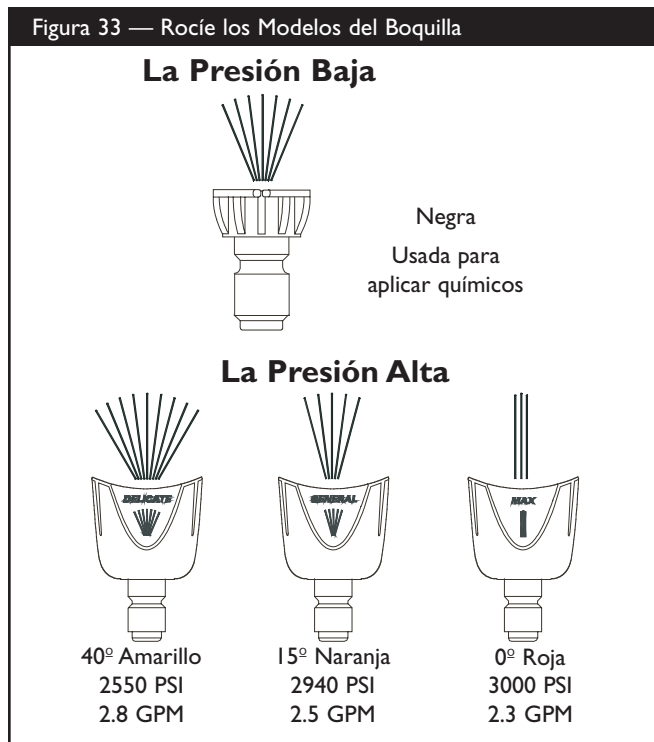 Figura 33 — Rocíe los Modelos del Boquilla
La Presión Baja
Negra
Usada para
aplicar químicos
La Presión Alta
DELICATE
GENERAL
MAX
40º Amarillo
2550 PSI
2.8 GPM
15º Naranja
2940 PSI
2.5 GPM
0º Roja
3000 PSI
2.3 GPM